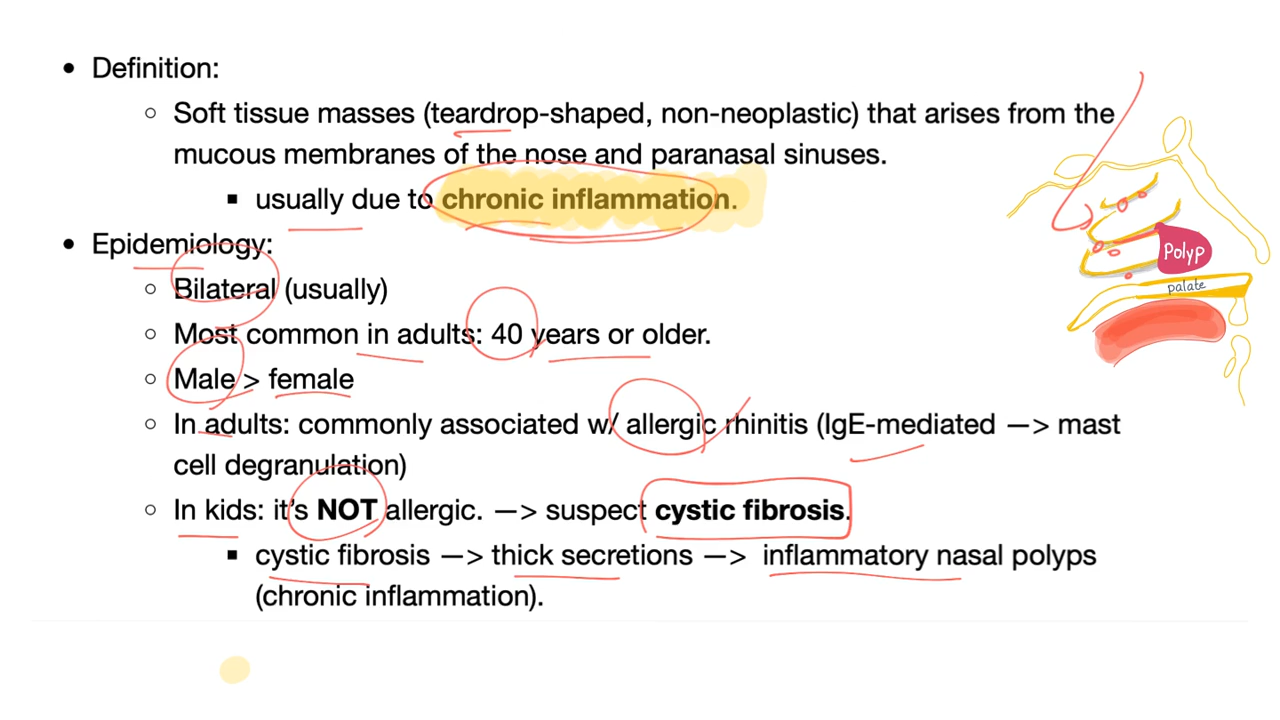 • Definition:
○ Soft tissue masses (teardrop-shaped, non-neoplastic) that arises from the
mucous membranes of the nose and paranasal sinuses.
▪ usually due to chronic inflammation.
• Epidemiology:
○ Bilateral (usually)
○ Most common in adults: 40 years or older.
○ Male > female
○ In adults: commonly associated w/ allergic rhinitis (IgE-mediated —> mast
cell degranulation)
○ In kids: it's NOT allergic. —> suspect cystic fibrosis.
▪ cystic fibrosis —> thick secretions —> inflammatory nasal polyps
(chronic inflammation).
Polyp
palate